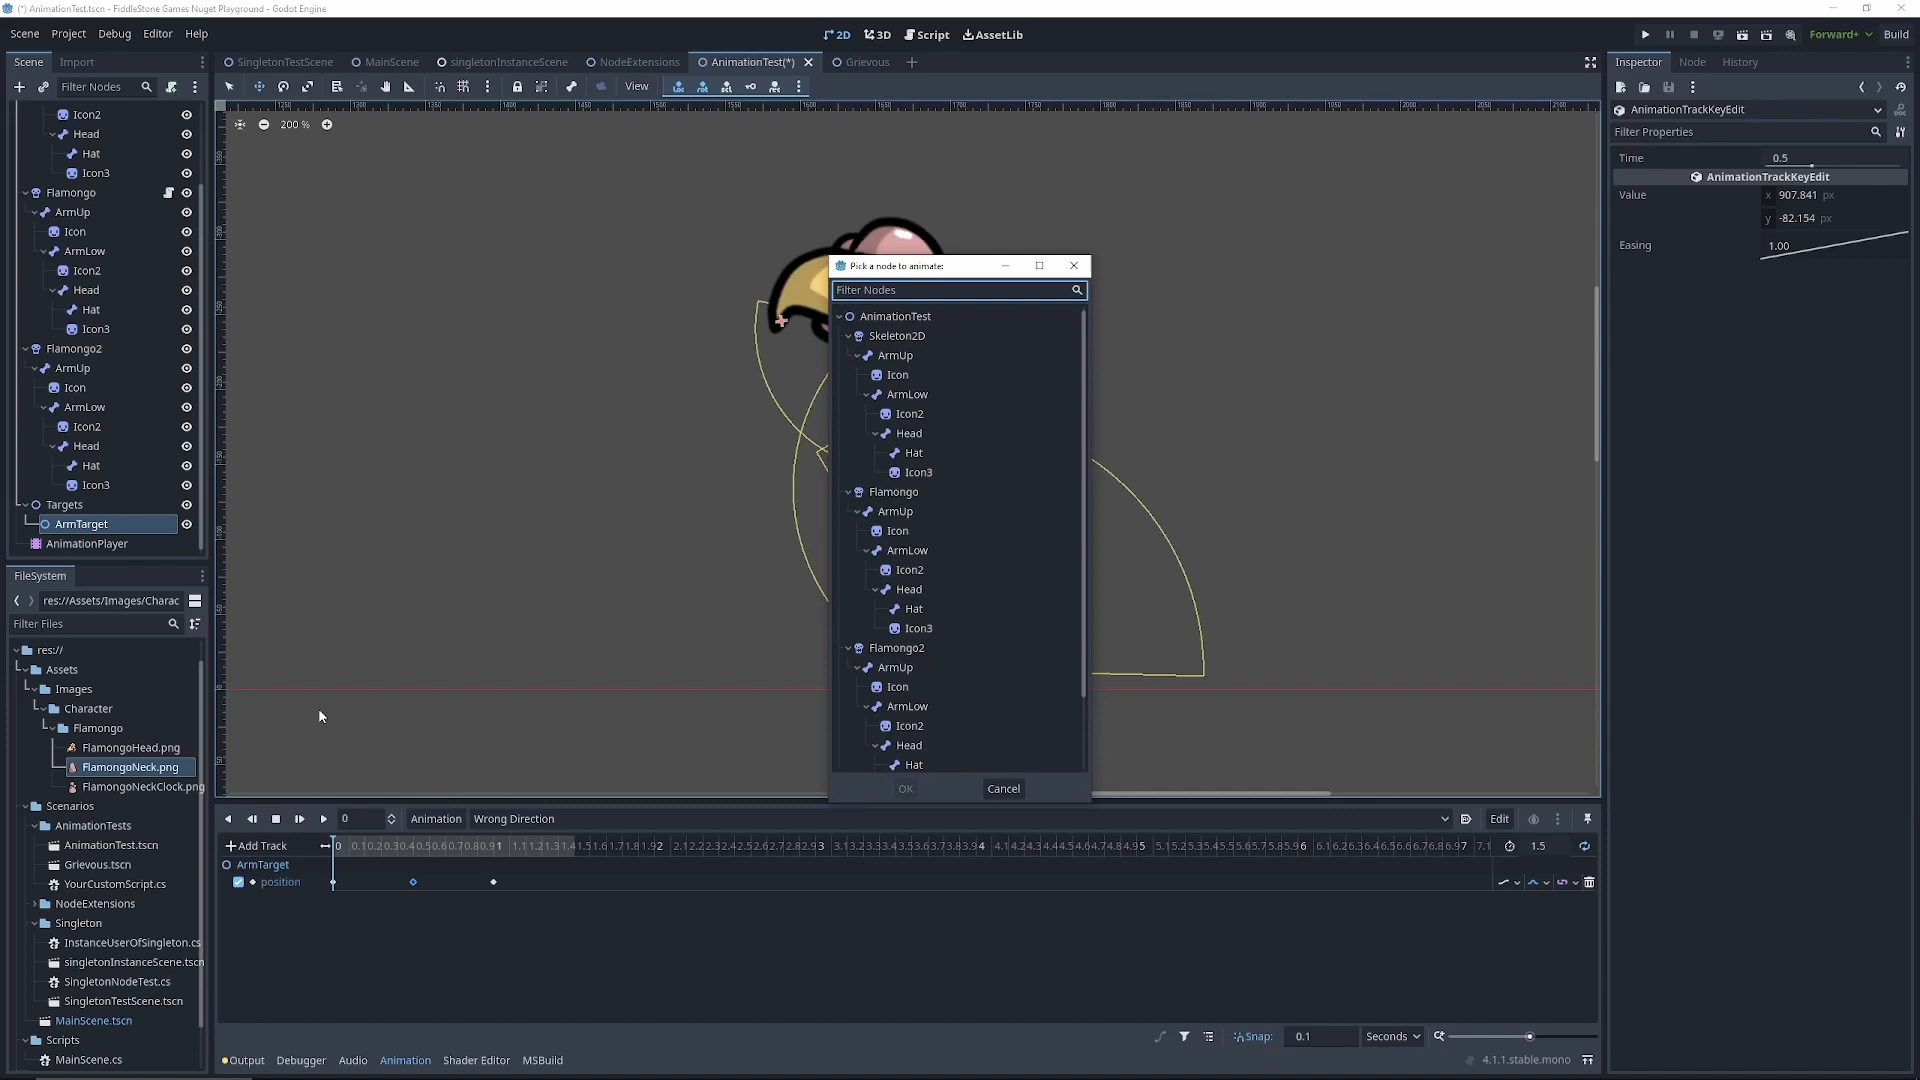 (*) AnimationTest.tscn - FiddleStone Games Nuget Playground - Godot Engine
Scene Project Debug Editor Help
2D 3D Script AssetLib
Forward+ Build
Scene Import
SingletonTestScene MainScene singletonInstanceScene NodeExtensions AnimationTest(*) Grievous
Inspector Node History
Filter Nodes
View
AnimationTrackKeyEdit
Filter Properties
Time 0.5
AnimationTrackKeyEdit
Value x 907.841 px
y -82.154 px
Easing 1.00
200 %
Icon2
Head
Hat
Icon3
Flamongo
ArmUp
Icon
ArmLow
Icon2
Head
Hat
Icon3
Flamongo2
ArmUp
Icon
ArmLow
Icon2
Head
Hat
Icon3
Targets
ArmTarget
AnimationPlayer
Pick a node to animate:
Filter Nodes
AnimationTest
Skeleton2D
ArmUp
Icon
ArmLow
Icon2
Head
Hat
Icon3
Flamongo
ArmUp
Icon
ArmLow
Icon2
Head
Hat
Icon3
Flamongo2
ArmUp
Icon
ArmLow
Icon2
Head
Hat
OK Cancel
FileSystem
res://Assets/Images/Charac
Filter Files
res://
Assets
Images
Character
Flamongo
FlamongoHead.png
FlamongoNeck.png
FlamongoNeckClock.png
Scenarios
AnimationTests
AnimationTest.tscn
Grievous.tscn
YourCustomScript.cs
NodeExtensions
Singleton
InstanceUserOfSingleton.cs
singletonInstanceScene.tscn
SingletonNodeTest.cs
SingletonTestScene.tscn
MainScene.tscn
Scripts
MainScene.cs
0 Animation Wrong Direction Edit
Add Track
1.5
ArmTarget
position
Snap: 0.1 Seconds
Output Debugger Audio Animation Shader Editor MSBuild
4.1.1.stable.mono